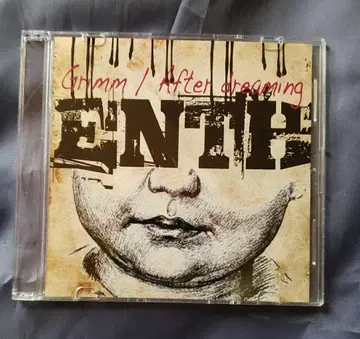 Grimm / After dreaming
ENTH